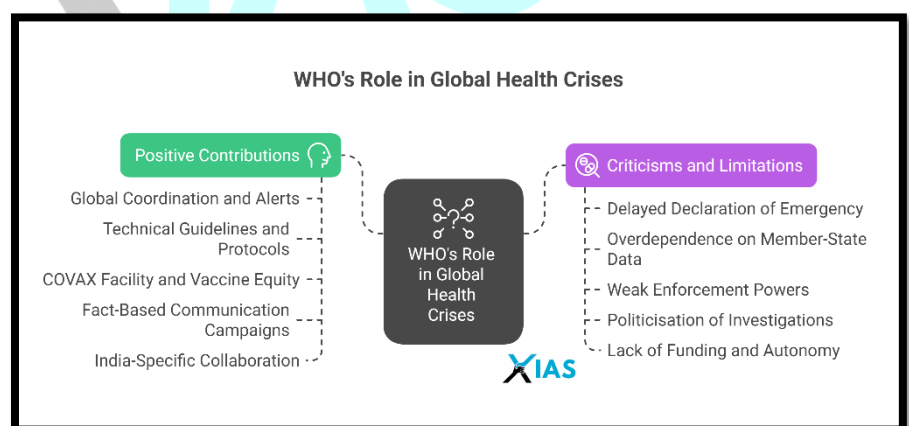 WHO's Role in Global Health Crises
Positive Contributions
Global Coordination and Alerts
Technical Guidelines and
Protocols
COVAX Facility and Vaccine Equity
Fact-Based Communication
Campaigns
India-Specific Collaboration
WHO's Role
in Global
Health
Crises
Criticisms and Limitations
Delayed Declaration of Emergency
Overdependence on Member-State
Data
Weak Enforcement Powers
Politicisation of Investigations
Lack of Funding and Autonomy
XIAS